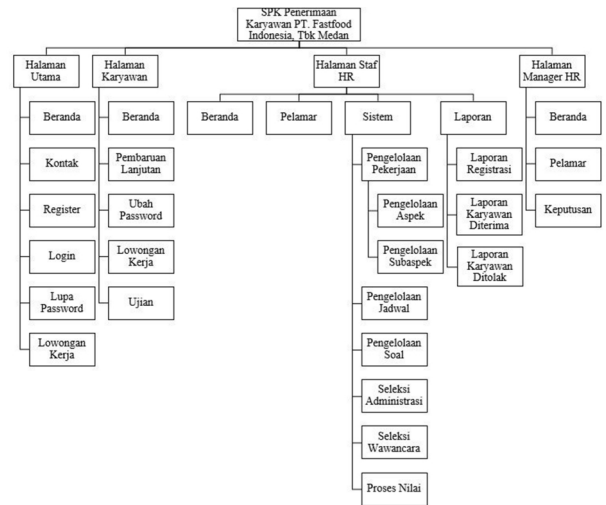 SPK Penerimaan
Karyawan PT. Fastfood
Indonesia, Tbk Medan
Halaman
Utama
Halaman
Karyawan
Halaman Staf
HR
Halaman
Manager HR
Beranda
Kontak
Register
Login
Lupa
Password
Lowongan
Kerja
Beranda
Pembaruan
Lanjutan
Ubah
Password
Lowongan
Kerja
Ujian
Beranda
Pelamar
Sistem
Laporan
Pengelolaan
Pekerjaan
Pengelolaan
Aspek
Pengelolaan
Subaspek
Pengelolaan
Jadwal
Pengelolaan
Soal
Seleksi
Administrasi
Seleksi
Wawancara
Proses Nilai
Laporan
Registrasi
Laporan
Karyawan
Diterima
Laporan
Karyawan
Ditolak
Beranda
Pelamar
Keputusan